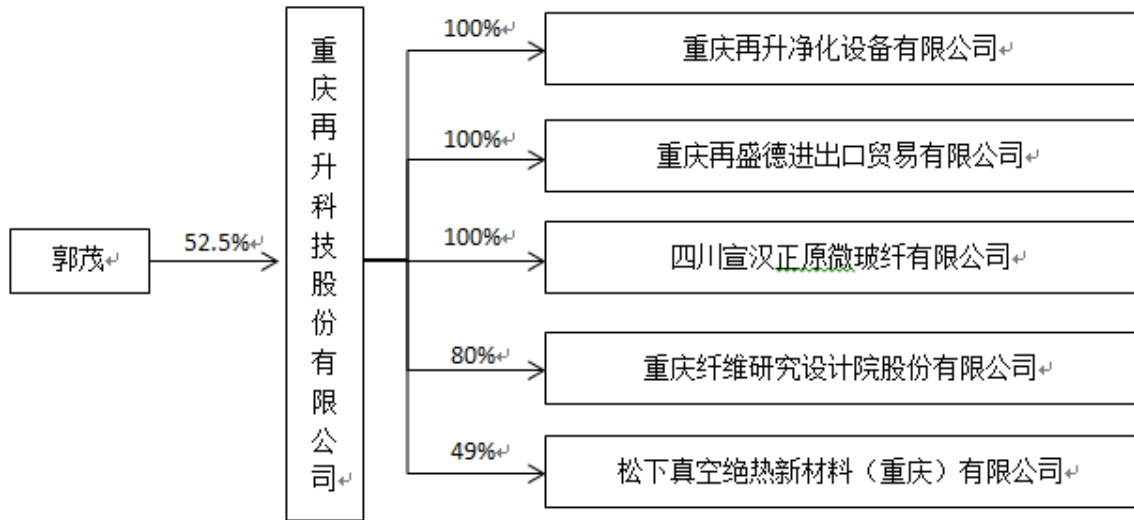 郭茂
52.5%
重庆再升科技股份有限公司
100%
重庆再升净化设备有限公司
100%
重庆再盛德进出口贸易有限公司
100%
四川宣汉正原微玻纤有限公司
80%
重庆纤维研究设计院股份有限公司
49%
松下真空绝热新材料（重庆）有限公司